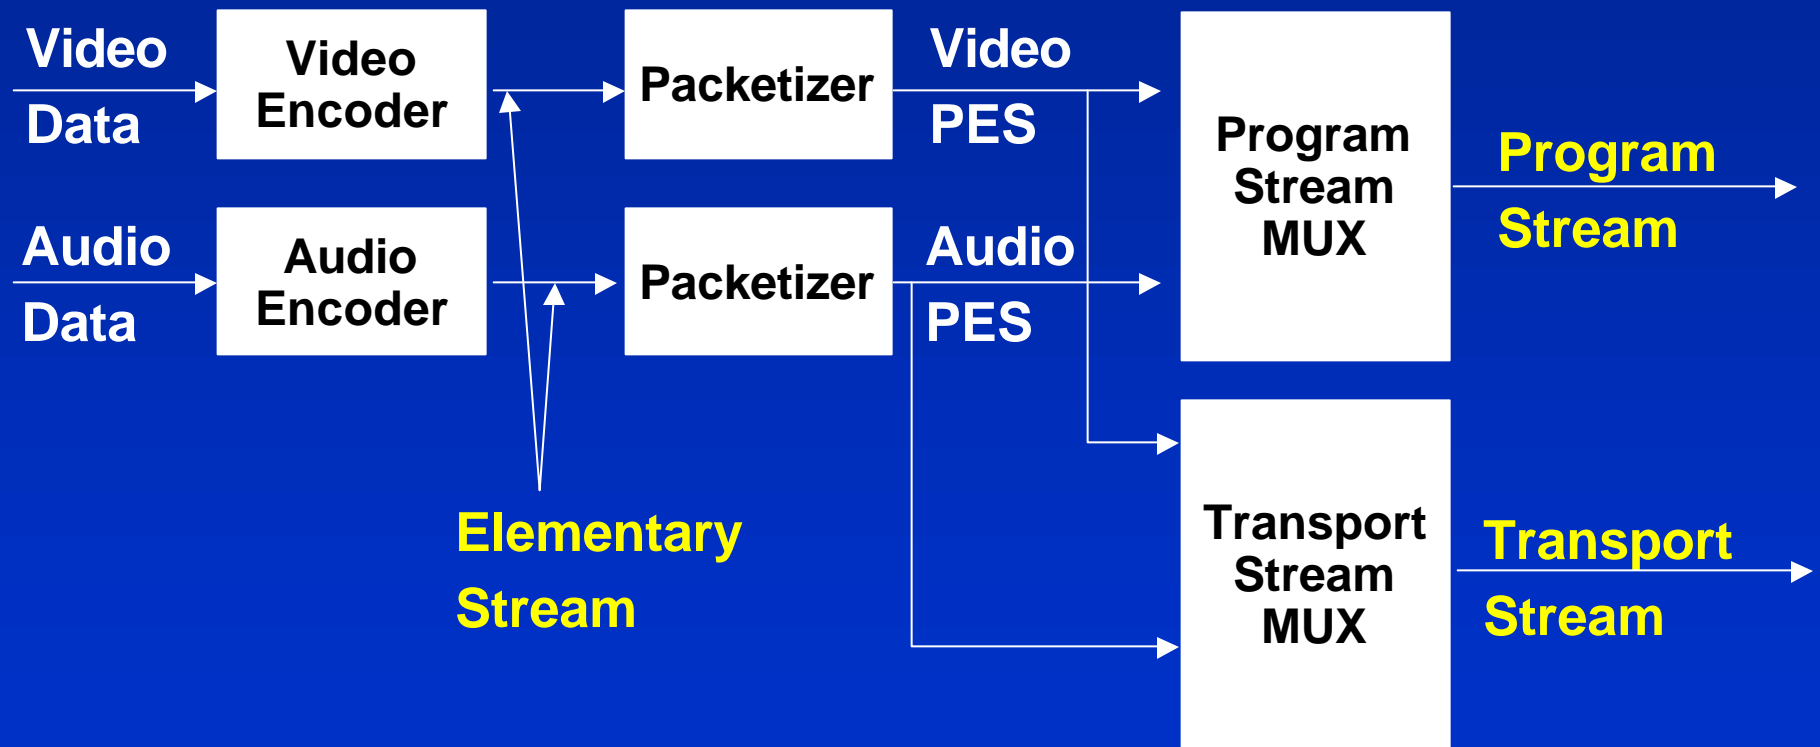 Video
Data
Video
Encoder
Packetizer
Video
PES
Program
Stream
MUX
Program
Stream
Audio
Data
Audio
Encoder
Packetizer
Audio
PES
Elementary
Stream
Transport
Stream
MUX
Transport
Stream